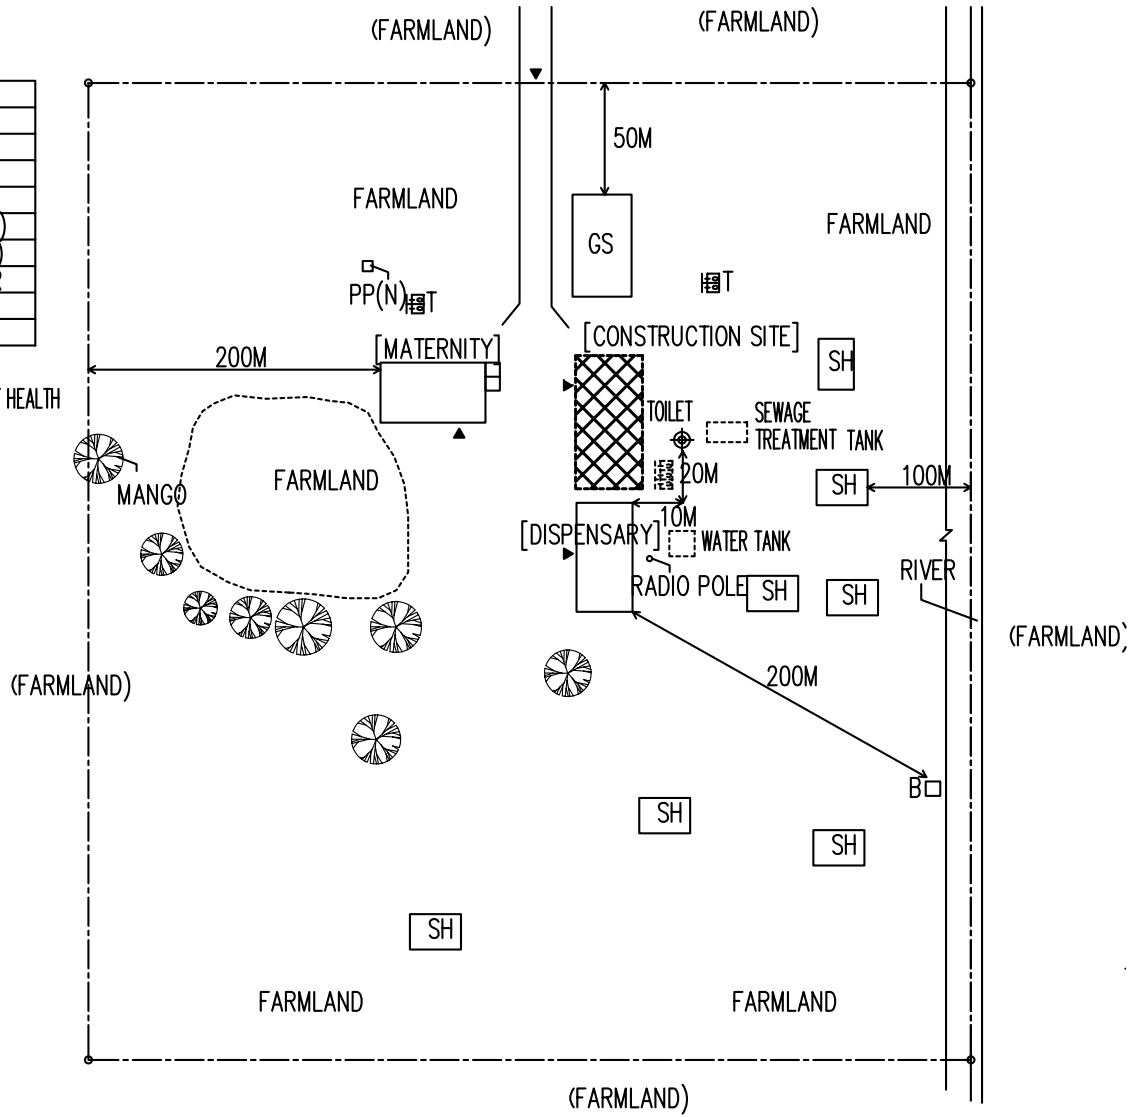 (FARMLAND)
(FARMLAND)
50M
FARMLAND
FARMLAND
GS
PP(N)
T
T
[MATERNITY]
[CONSTRUCTION SITE]
200M
SH
HEALTH
TOILET
SEWAGE
TREATMENT TANK
MANGO
FARMLAND
20M
SH
100M
10M
[DISPENSARY]
WATER TANK
RADIO POLE
SH
SH
RIVER
(FARMLAND)
(FARMLAND)
200M
B
SH
SH
SH
FARMLAND
FARMLAND
(FARMLAND)